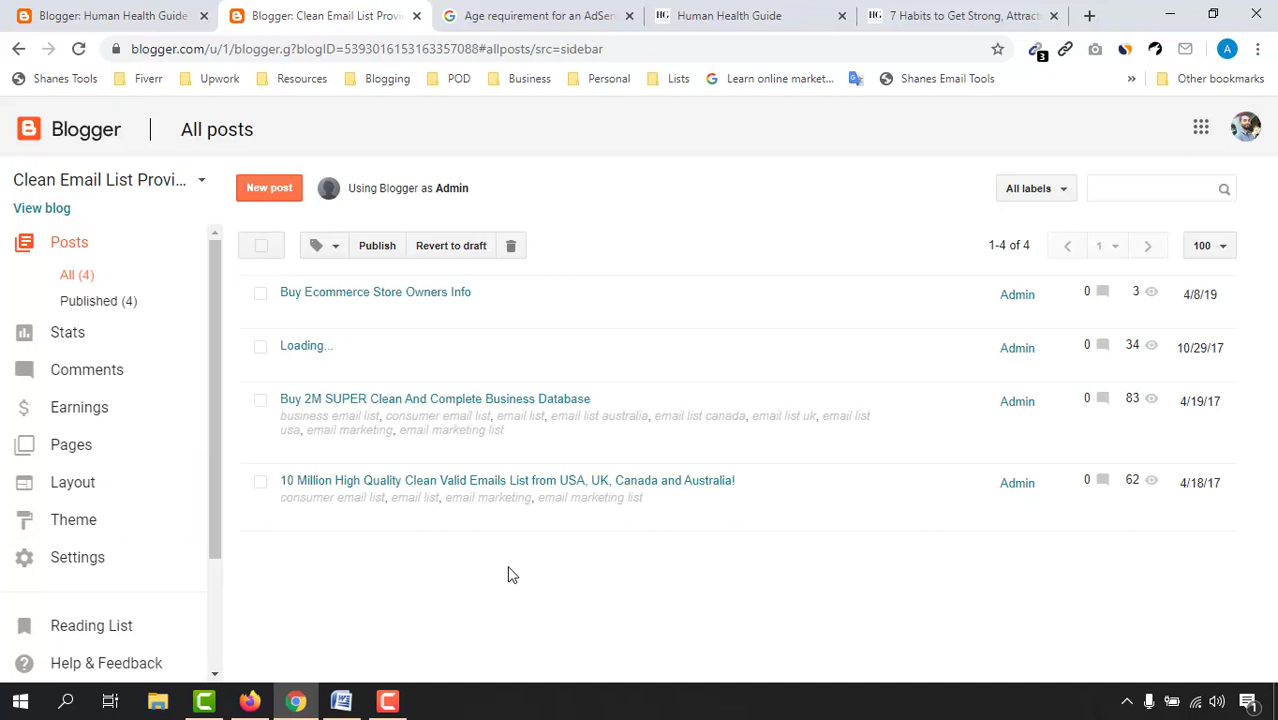 Blogger: Human Health Guide
Blogger: Clean Email List Provi
Age requirement for an AdSer
HG Human Health Guide
HG 7 Habits to Get Strong, Attract
blogger.com/u/1/blogger.g?blogID=5393016153163357088#allposts/src=sidebar
3
A
Shanes Tools
Fiverr
Upwork
Resources
Blogging
POD
Business
Personal
Lists
Learn online market...
Shanes Email Tools
»
Other bookmarks
Blogger
All posts
Clean Email List Provi...
View blog
New post
Using Blogger as Admin
All labels
Posts
All (4)
Published (4)
Stats
Comments
Earnings
Pages
Layout
Theme
Settings
Reading List
Help & Feedback
Publish
Revert to draft
1-4 of 4
1
100
Buy Ecommerce Store Owners Info
Admin
0
3
4/8/19
Loading...
Admin
0
34
10/29/17
Buy 2M SUPER Clean And Complete Business Database
business email list, consumer email list, email list, email list australia, email list canada, email list uk, email list
usa, email marketing, email marketing list
Admin
0
83
4/19/17
10 Million High Quality Clean Valid Emails List from USA, UK, Canada and Australia!
consumer email list, email list, email marketing, email marketing list
Admin
0
62
4/18/17
1